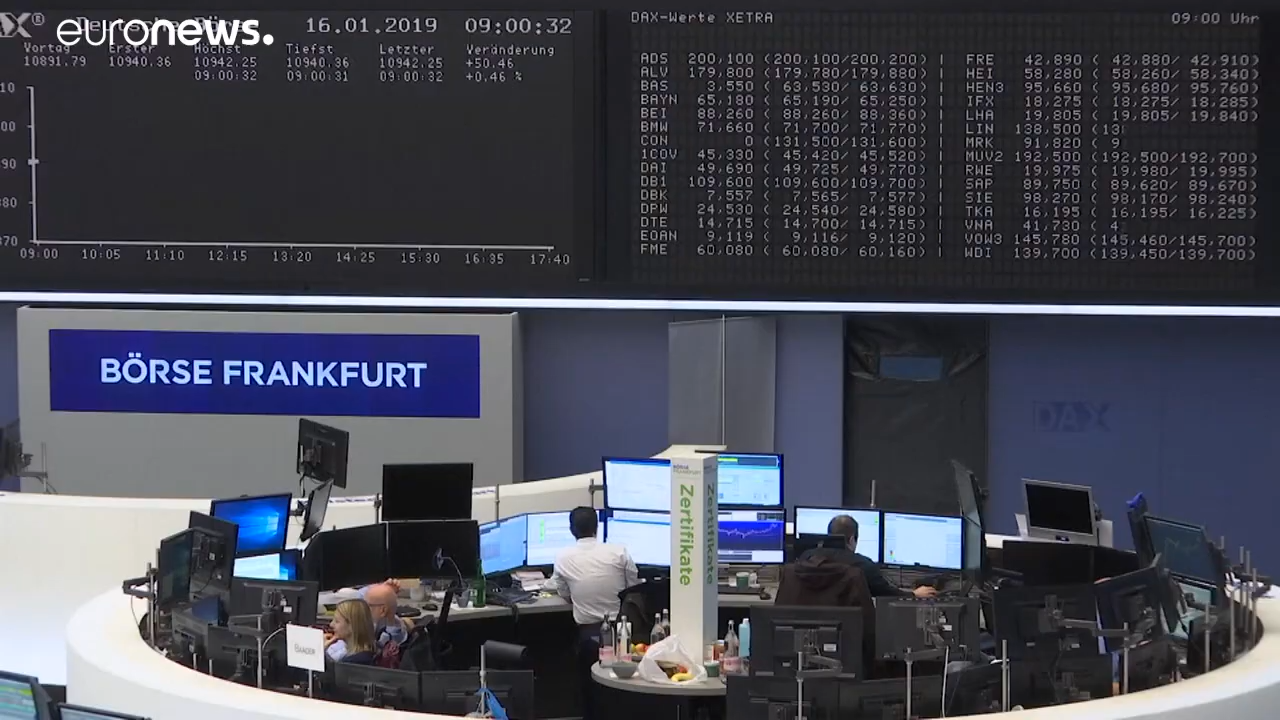 euronews.
DAX
16.01.2019 09:00:32
Vortag Erster Höchst Tiefst Letzter Veränderung
10891.79 10940.36 10942.25 10940.36 10942.25 +50.46
09:00:32 09:00:31 09:00:32 +0,46 %
10
00
90
80
70
09:00 10:05 11:10 12:15 13:20 14:25 15:30 16:35 17:40
DAX-Werte XETRA 09:00 Uhr
ADS 200,100 (200,100/200,200) | FRE 42,890 ( 42,880/ 42,910)
ALV 179,800 (179,780/179,880) | HEI 58,280 ( 58,260/ 58,340)
BAS 3,550 ( 63,530/ 63,630) | HEN3 95,660 ( 95,680/ 95,760)
BAYN 65,180 ( 65,190/ 65,250) | IFX 18,275 ( 18,275/ 18,285)
BEI 88,260 ( 88,260/ 88,360) | LHA 19,805 ( 19,805/ 19,840)
BMW 71,660 ( 71,700/ 71,770) | LIN 138,500 (13
CON 0 (131,500/131,600) | MRK 91,820 ( 9
1COV 45,330 ( 45,420/ 45,520) | MUV2 192,500 (192,500/192,700)
DAI 49,690 ( 49,725/ 49,770) | RWE 19,975 ( 19,980/ 19,995)
DB1 109,600 (109,600/109,700) | SAP 89,750 ( 89,620/ 89,670)
DBK 7,557 ( 7,565/ 7,577) | SIE 98,270 ( 98,170/ 98,240)
DPW 24,530 ( 24,540/ 24,580) | TKA 16,195 ( 16,195/ 16,225)
DTE 14,715 ( 14,700/ 14,715) | VNA 41,730 ( 4
EOAN 9,119 ( 9,116/ 9,120) | VOW3 145,780 (145,460/145,700)
FME 60,080 ( 60,080/ 60,160) | WDI 139,700 (139,450/139,700)
BÖRSE FRANKFURT
DAX
BÖRSE
FRANKFURT
Zertifikate
Zertifikate
BAADER